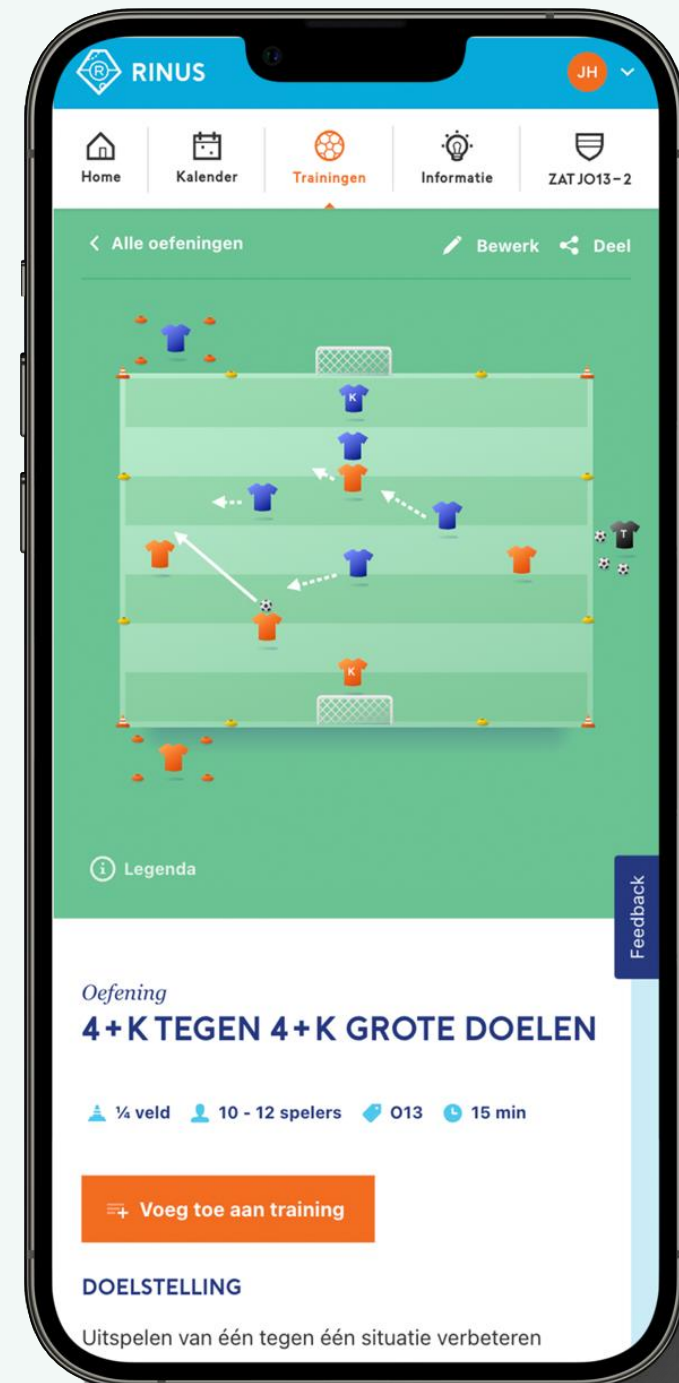 R RINUS
JH
Home
Kalender
Trainingen
Informatie
ZAT JO13-2
Alle oefeningen
Bewerk
Deel
K
T
K
i Legenda
Feedback
Oefening
4+K TEGEN 4+K GROTE DOELEN
¼ veld 10 - 12 spelers O13 15 min
Voeg toe aan training
DOELSTELLING
Uitspelen van één tegen één situatie verbeteren